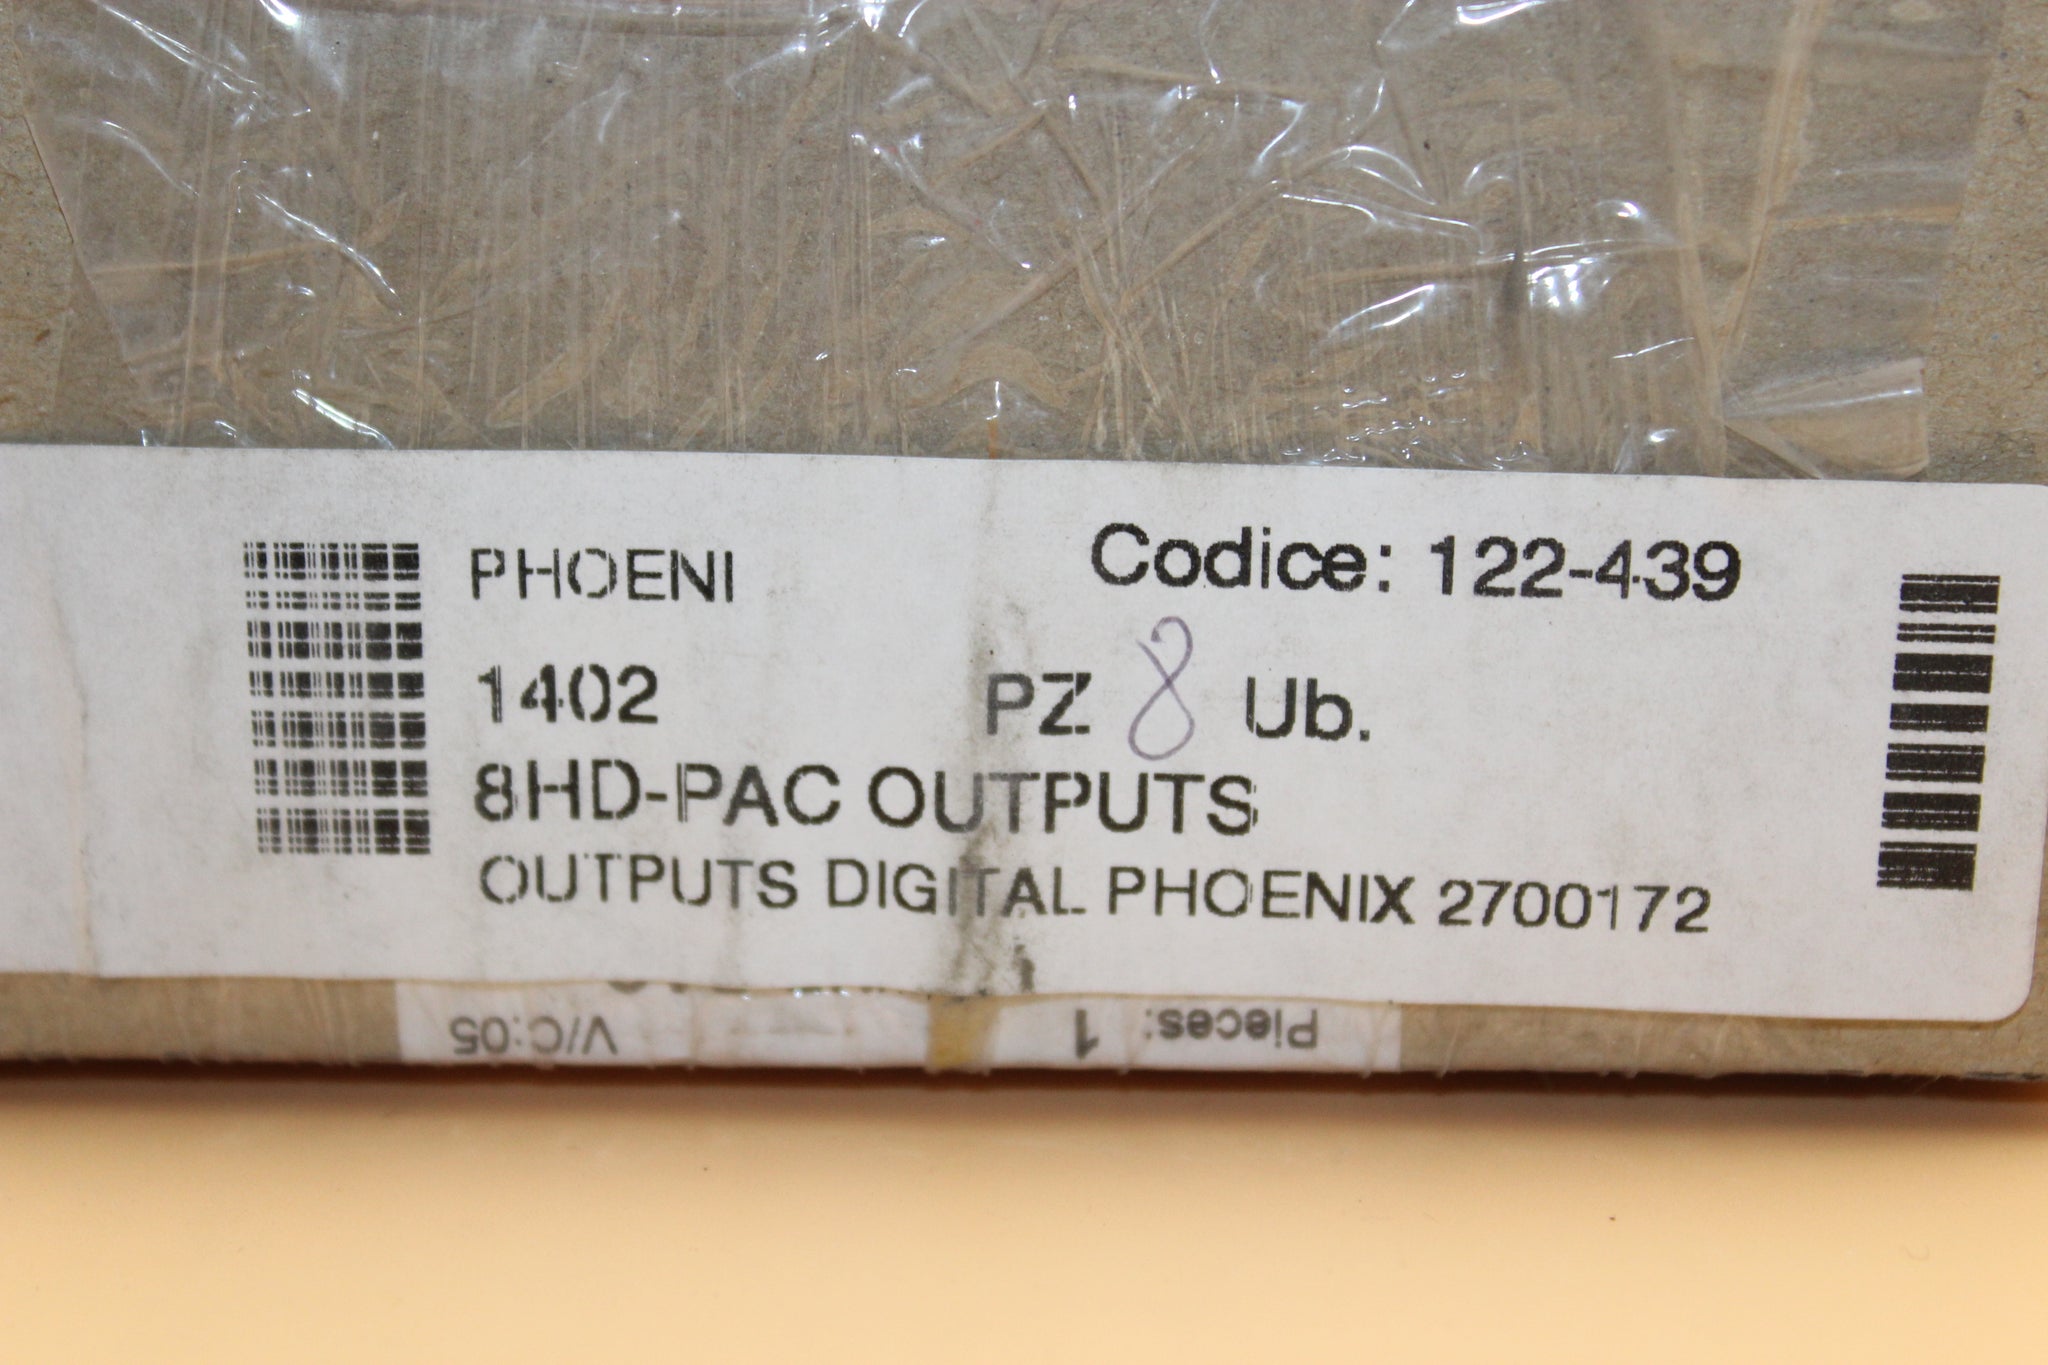 PHOENI
Codice: 122-439
1402 PZ 8 Ub.
8HD-PAC OUTPUTS
OUTPUTS DIGITAL PHOENIX 2700172
Pieces: 1 V/C:05